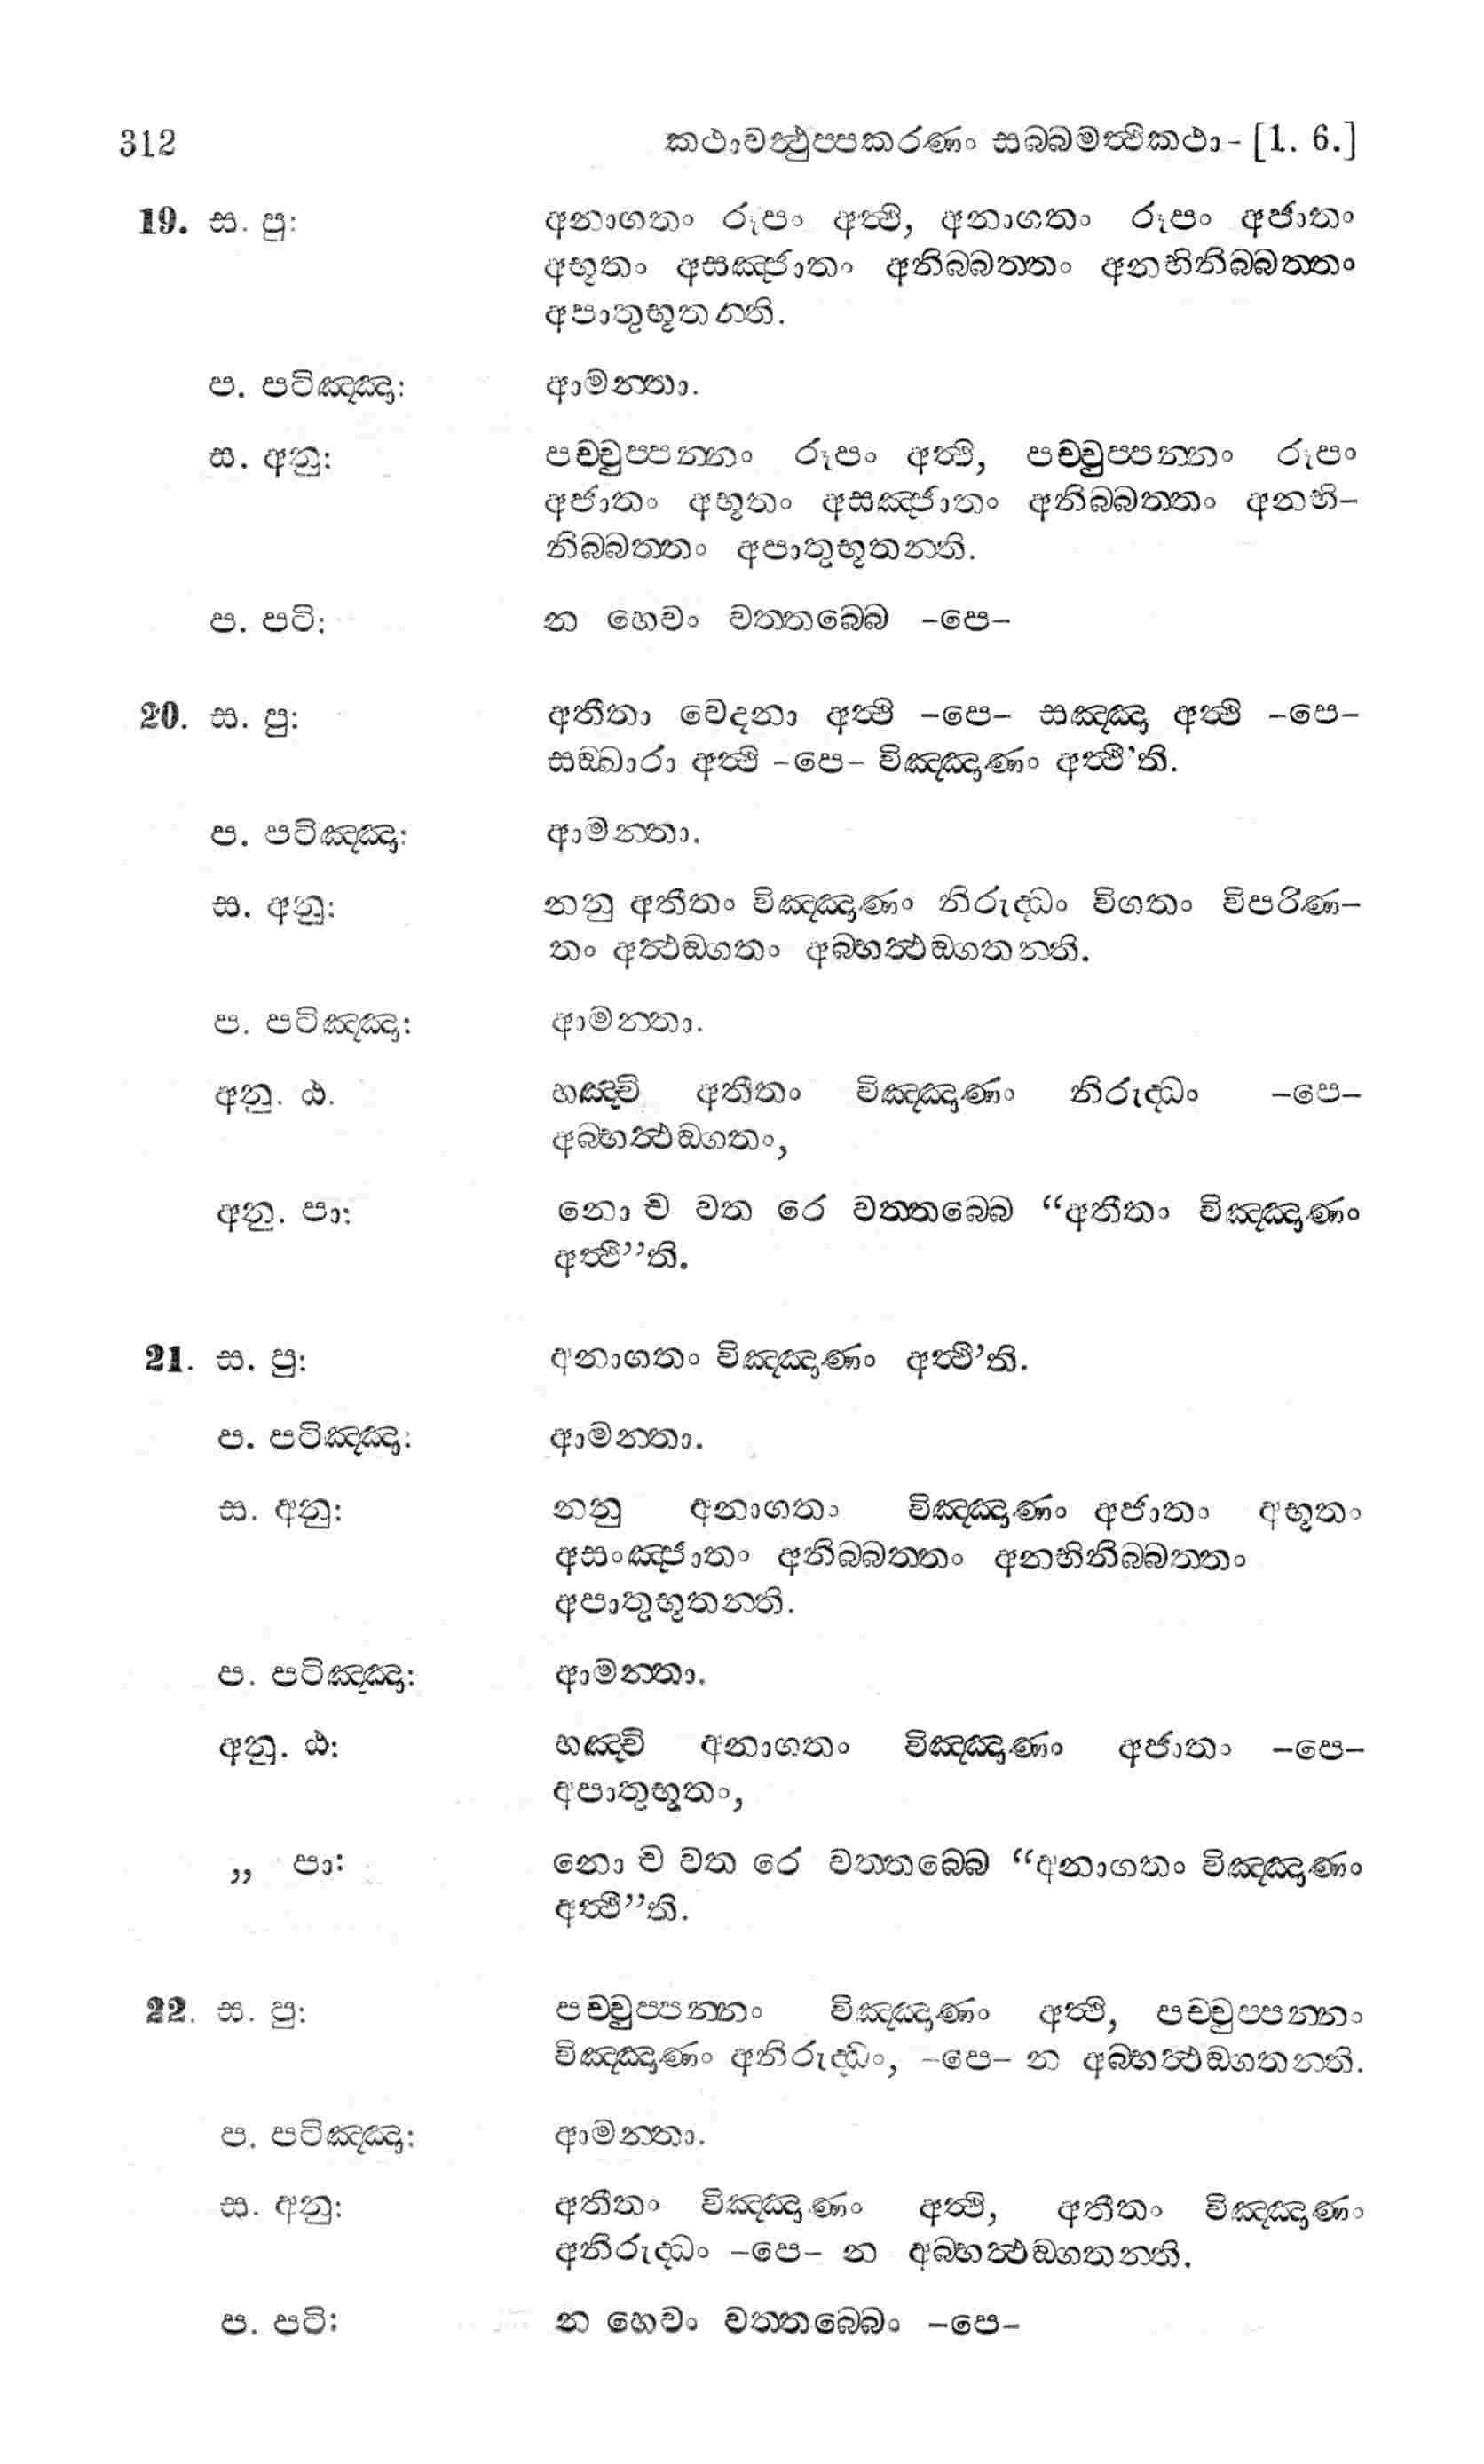 312 කථාවත්‍ථුප්පකරණං සබ්බමත්‍ථිකථා - [1. 6.]
19. ස. පු: අනාගතං රූපං අත්‍ථි, අනාගතං රූපං අජාතං
අභූතං අසඤ්ජාතං අනිබ්බත්තං අනභිනිබ්බත්තං
අපාතුභූතන්ති.
ප. පටිඤ්ඤා: ආමන්තා.
ස. අනු: පච්චුප්පන්නං රූපං අත්‍ථි, පච්චුප්පන්නං රූපං
අජාතං අභූතං අසඤ්ජාතං අනිබ්බත්තං අනභි-
නිබ්බත්තං අපාතුභූතන්ති.
ප. පටි: න හෙවං වත්තබ්බෙ -පෙ-
20. ස. පු: අතීතා වෙදනා අත්‍ථි -පෙ- සඤ්ඤා අත්‍ථි -පෙ-
සඞ්ඛාරා අත්‍ථි -පෙ- විඤ්ඤාණං අත්‍ථී’ති.
ප. පටිඤ්ඤා: ආමන්තා.
ස. අනු: නනු අතීතං විඤ්ඤාණං නිරුද්ධං විගතං විපරිණ-
තං අත්‍ථඞ්ගතං අබ්භත්‍ථඞ්ගතන්ති.
ප. පටිඤ්ඤා: ආමන්තා.
අනු. ඨ. හඤ්චි අතීතං විඤ්ඤාණං නිරුද්ධං -පෙ-
අබ්භත්‍ථඞ්ගතං,
අනු. පා: නො ච වත රෙ වත්තබ්බෙ “අතීතං විඤ්ඤාණං
අත්‍ථි”ති.
21. ස. පු: අනාගතං විඤ්ඤාණං අත්‍ථී’ති.
ප. පටිඤ්ඤා: ආමන්තා.
ස. අනු: නනු අනාගතං විඤ්ඤාණං අජාතං අභූතං
අසංඤ්ජාතං අනිබ්බත්තං අනභිනිබ්බත්තං
අපාතුභූතන්ති.
ප. පටිඤ්ඤා: ආමන්තා.
අනු. ඨ: හඤ්චි අනාගතං විඤ්ඤාණං අජාතං -පෙ-
අපාතුභූතං,
,, පා: නො ච වත රෙ වත්තබ්බෙ “අනාගතං විඤ්ඤාණං
අත්‍ථී”ති.
22. ස. පු: පච්චුප්පන්නං විඤ්ඤාණං අත්‍ථි, පච්චුප්පන්නං
විඤ්ඤාණං අනිරුද්ධං, -පෙ- න අබ්භත්‍ථඞ්ගතන්ති.
ප. පටිඤ්ඤා: ආමන්තා.
ස. අනු: අතීතං විඤ්ඤාණං අත්‍ථි, අතීතං විඤ්ඤාණං
අනිරුද්ධං -පෙ- න අබ්භත්‍ථඞ්ගතන්ති.
ප. පටි: න හෙවං වත්තබ්බෙං -පෙ-